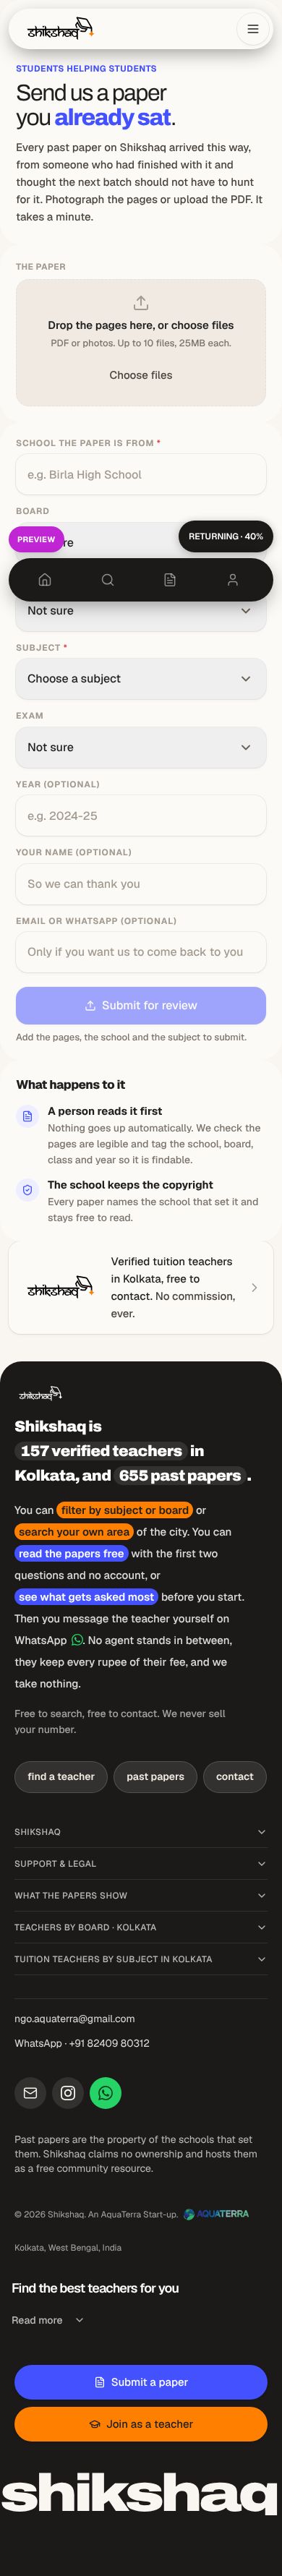 shikshaq
STUDENTS HELPING STUDENTS
Send us a paper
you already sat.
Every past paper on Shikshaq arrived this way,
from someone who had finished with it and
thought the next batch should not have to hunt
for it. Photograph the pages or upload the PDF. It
takes a minute.
THE PAPER
Drop the pages here, or choose files
PDF or photos. Up to 10 files, 25MB each.
Choose files
SCHOOL THE PAPER IS FROM *
e.g. Birla High School
BOARD
PREVIEW
RETURNING · 40%
Not sure
SUBJECT *
Choose a subject
EXAM
Not sure
YEAR (OPTIONAL)
e.g. 2024-25
YOUR NAME (OPTIONAL)
So we can thank you
EMAIL OR WHATSAPP (OPTIONAL)
Only if you want us to come back to you
Submit for review
Add the pages, the school and the subject to submit.
What happens to it
A person reads it first
Nothing goes up automatically. We check the
pages are legible and tag the school, board,
class and year so it is findable.
The school keeps the copyright
Every paper names the school that set it and
stays free to read.
shikshaq
Verified tuition teachers
in Kolkata, free to
contact. No commission,
ever.
shikshaq
Shikshaq is
157 verified teachers in
Kolkata, and 655 past papers.
You can filter by subject or board or
search your own area of the city. You can
read the papers free with the first two
questions and no account, or
see what gets asked most before you start.
Then you message the teacher yourself on
WhatsApp. No agent stands in between,
they keep every rupee of their fee, and we
take nothing.
Free to search, free to contact. We never sell
your number.
find a teacher
past papers
contact
SHIKSHAQ
SUPPORT & LEGAL
WHAT THE PAPERS SHOW
TEACHERS BY BOARD · KOLKATA
TUITION TEACHERS BY SUBJECT IN KOLKATA
ngo.aquaterra@gmail.com
WhatsApp · +91 82409 80312
Past papers are the property of the schools that set
them. Shikshaq claims no ownership and hosts them
as a free community resource.
© 2026 Shikshaq. An AquaTerra Start-up. AQUATERRA
Kolkata, West Bengal, India
Find the best teachers for you
Read more
Submit a paper
Join as a teacher
shikshaq